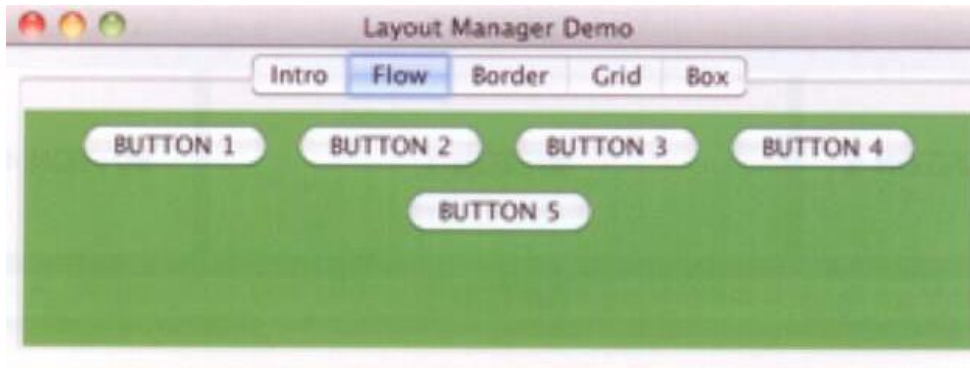 Layout Manager Demo
Intro Flow Border Grid Box
BUTTON 1 BUTTON 2 BUTTON 3 BUTTON 4
BUTTON 5